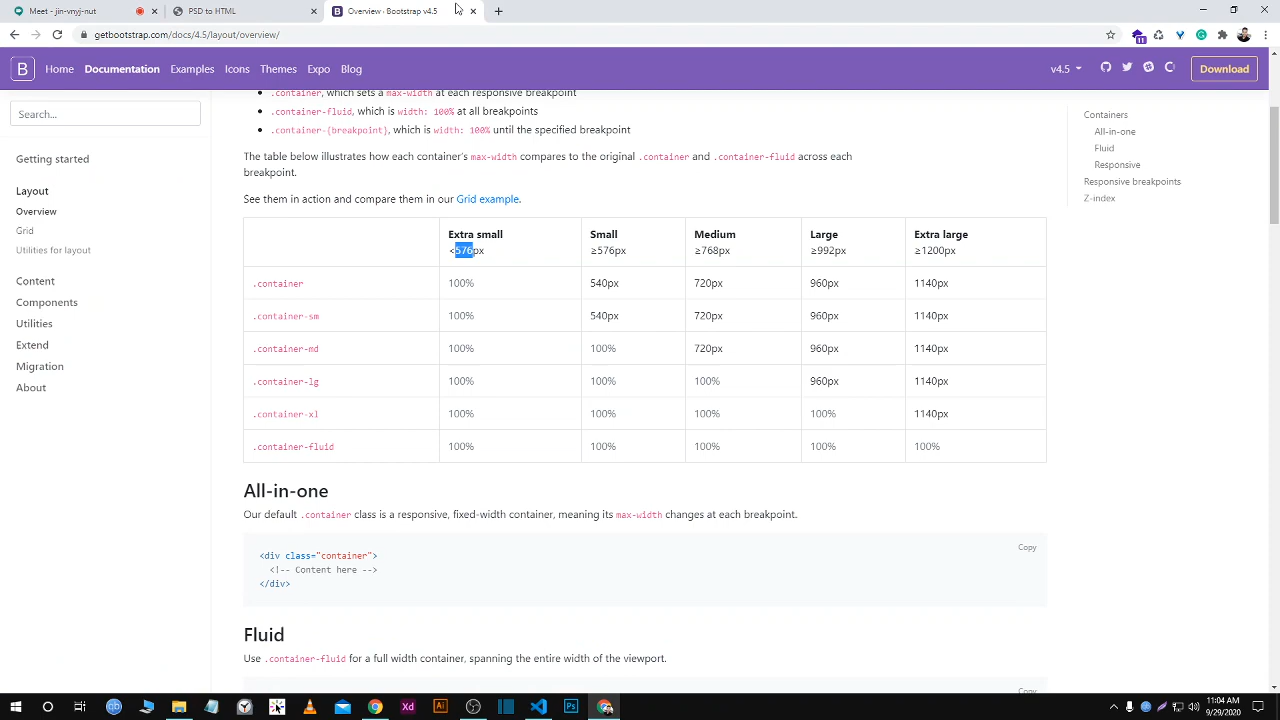 Meet - jin-vnyj-ent
PSD to HTML
Overview · Bootstrap v4.5
getbootstrap.com/docs/4.5/layout/overview/
11
B Home Documentation Examples Icons Themes Expo Blog v4.5 Download
Search...
Getting started
Layout
Overview
Grid
Utilities for layout
Content
Components
Utilities
Extend
Migration
About
.container, which sets a max-width at each responsive breakpoint
.container-fluid, which is width: 100% at all breakpoints
.container-{breakpoint}, which is width: 100% until the specified breakpoint
The table below illustrates how each container's max-width compares to the original .container and .container-fluid across each
breakpoint.
See them in action and compare them in our Grid example.
Extra small Small Medium Large Extra large
<576px ≥576px ≥768px ≥992px ≥1200px
.container 100% 540px 720px 960px 1140px
.container-sm 100% 540px 720px 960px 1140px
.container-md 100% 100% 720px 960px 1140px
.container-lg 100% 100% 100% 960px 1140px
.container-xl 100% 100% 100% 100% 1140px
.container-fluid 100% 100% 100% 100% 100%
All-in-one
Our default .container class is a responsive, fixed-width container, meaning its max-width changes at each breakpoint.
Copy
<div class="container">
<!-- Content here -->
</div>
Fluid
Use .container-fluid for a full width container, spanning the entire width of the viewport.
Copy
Containers
All-in-one
Fluid
Responsive
Responsive breakpoints
Z-index
Xd
Ai
Ps
11:04 AM
9/29/2020